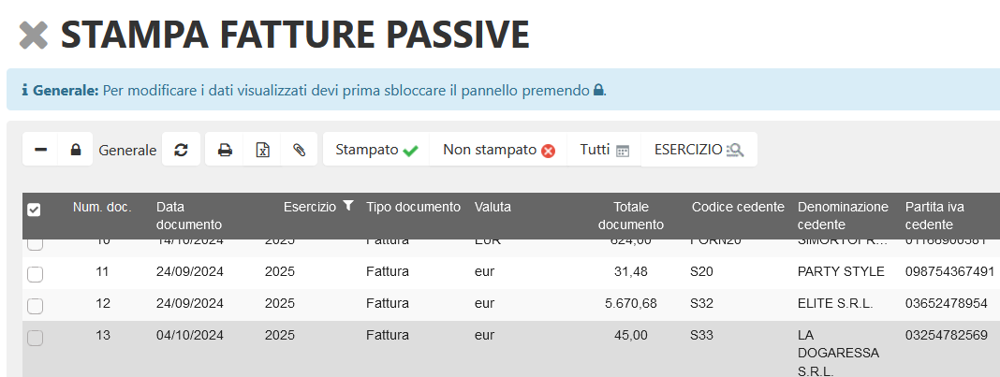 STAMPA FATTURE PASSIVE
Generale: Per modificare i dati visualizzati devi prima sbloccare il pannello premendo .
Generale Stampato Non stampato Tutti ESERCIZIO
Num. doc. Data documento Esercizio Tipo documento Valuta Totale documento Codice cedente Denominazione cedente Partita iva cedente
10 14/10/2024 2025 Fattura EUR 624,00
11 24/09/2024 2025 Fattura eur 31,48 S20 PARTY STYLE 098754367491
12 24/09/2024 2025 Fattura eur 5.670,68 S32 ELITE S.R.L. 03652478954
13 04/10/2024 2025 Fattura eur 45,00 S33 LA DOGARESSA S.R.L. 03254782569